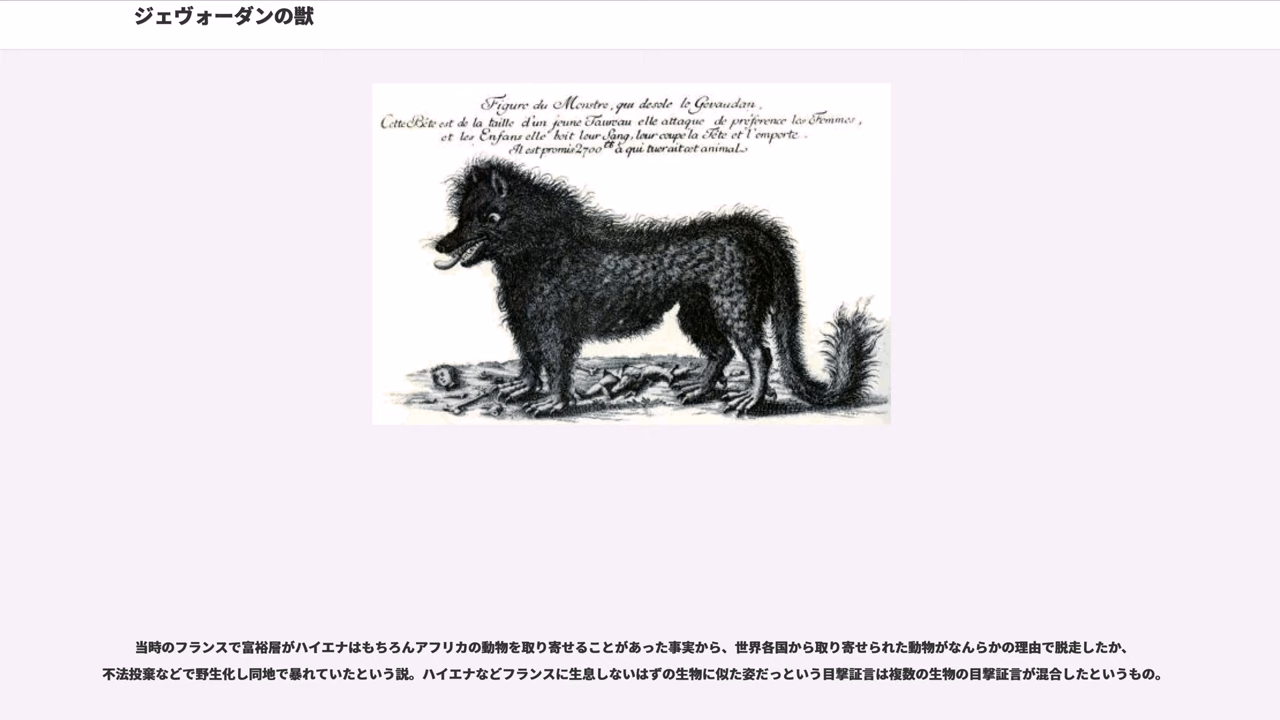 ジェヴォーダンの獣
Figure du Monstre, qui desole le Gevaudan,
Cette Bête est de la taille d'un jeune Taureau elle attaque de préférence les Femmes,
et les Enfans elle boit leur Sang, leur coupe la Tête et l'emporte.
Il est promis 2700 tt à qui tuerait cet animal.
当時のフランスで富裕層がハイエナはもちろんアフリカの動物を取り寄せることがあった事実から、世界各国から取り寄せられた動物がなんらかの理由で脱走したか、
不法投棄などで野生化し同地で暴れていたという説。ハイエナなどフランスに生息しないはずの生物に似た姿だっという目撃証言は複数の生物の目撃証言が混合したというもの。